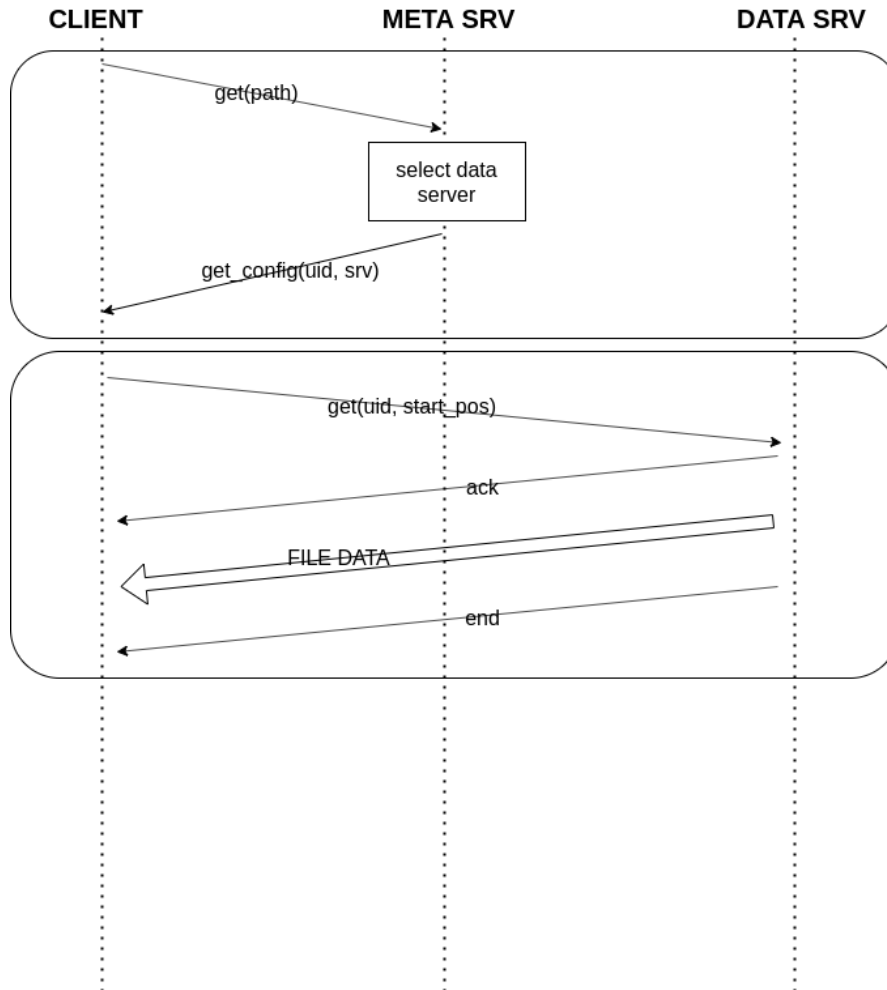 CLIENT
META SRV
DATA SRV
get(path)
select data
server
get_config(uid, srv)
get(uid, start_pos)
ack
FILE DATA
end